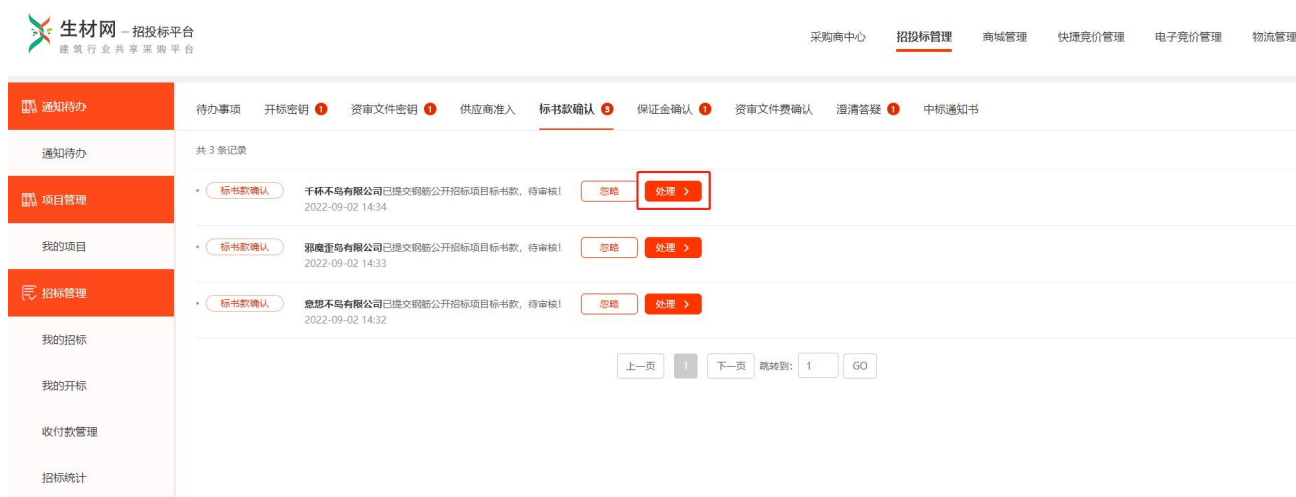 生材网 – 招投标平台
建筑行业共享采购平台
采购商中心 招投标管理 商城管理 快捷竞价管理 电子竞价管理 物流管理
通知待办
通知待办
项目管理
我的项目
招标管理
我的招标
我的开标
收付款管理
招标统计
待办事项 开标密钥 1 资审文件密钥 1 供应商准入 标书款确认 3 保证金确认 1 资审文件费确认 澄清答疑 1 中标通知书
共 3 条记录
标书款确认 千杯不岛有限公司已提交钢筋公开招标项目标书款，待审核! 忽略 处理 >
2022-09-02 14:34
标书款确认 邪魔歪岛有限公司已提交钢筋公开招标项目标书款，待审核! 忽略 处理 >
2022-09-02 14:33
标书款确认 意想不岛有限公司已提交钢筋公开招标项目标书款，待审核! 忽略 处理 >
2022-09-02 14:32
上一页 1 下一页 跳转到: 1 GO